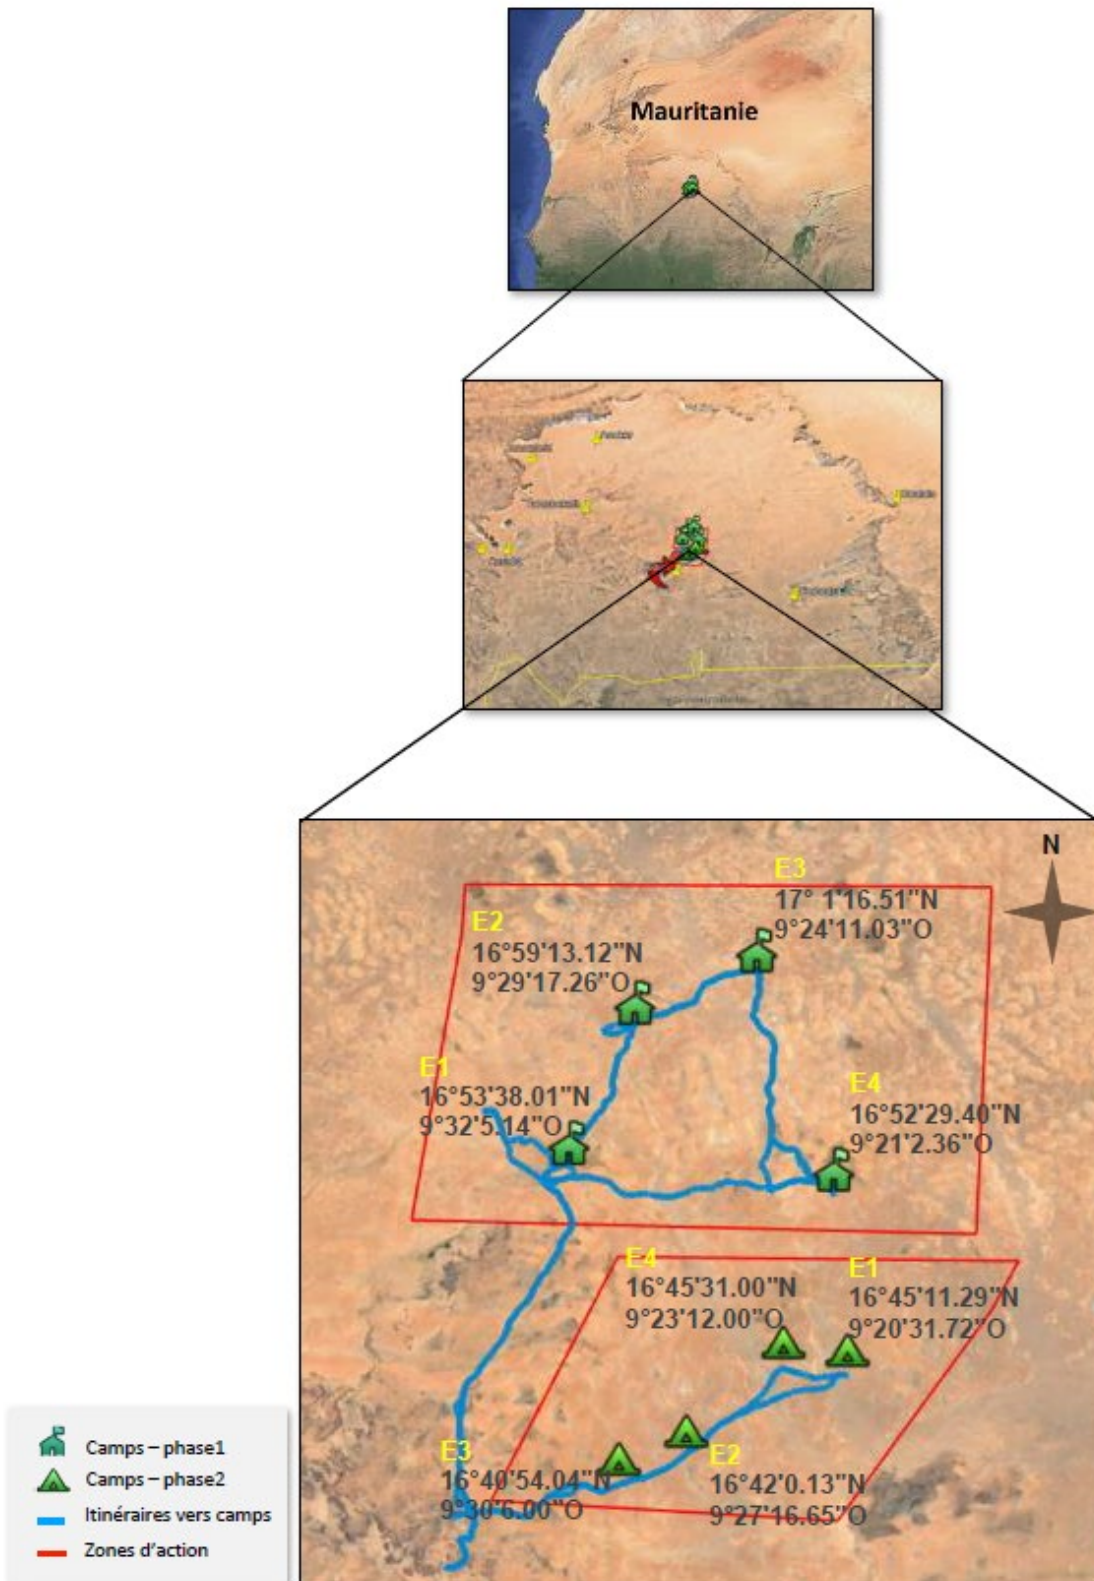 Mauritanie
N
E3
17° 1'16.51"N
9°24'11.03"O
E2
16°59'13.12"N
9°29'17.26"O
E1
16°53'38.01"N
9°32'5.14"O
E4
16°52'29.40"N
9°21'2.36"O
E4
16°45'31.00"N
9°23'12.00"O
E1
16°45'11.29"N
9°20'31.72"O
E3
16°40'54.04"N
9°30'6.00"O
E2
16°42'0.13"N
9°27'16.65"O
Camps – phase1
Camps – phase2
Itinéraires vers camps
Zones d'action